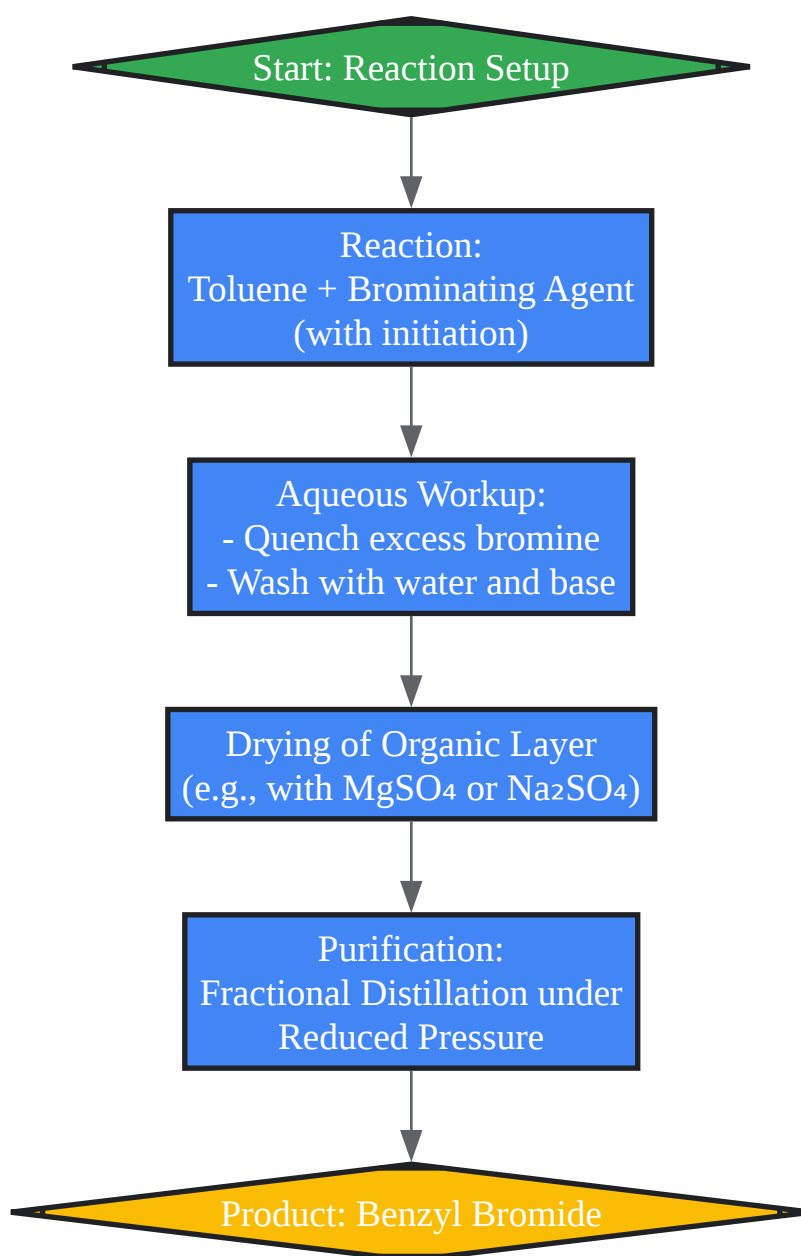 Start: Reaction Setup
Reaction:
Toluene + Brominating Agent
(with initiation)
Aqueous Workup:
- Quench excess bromine
- Wash with water and base
Drying of Organic Layer
(e.g., with MgSO₄ or Na₂SO₄)
Purification:
Fractional Distillation under
Reduced Pressure
Product: Benzyl Bromide